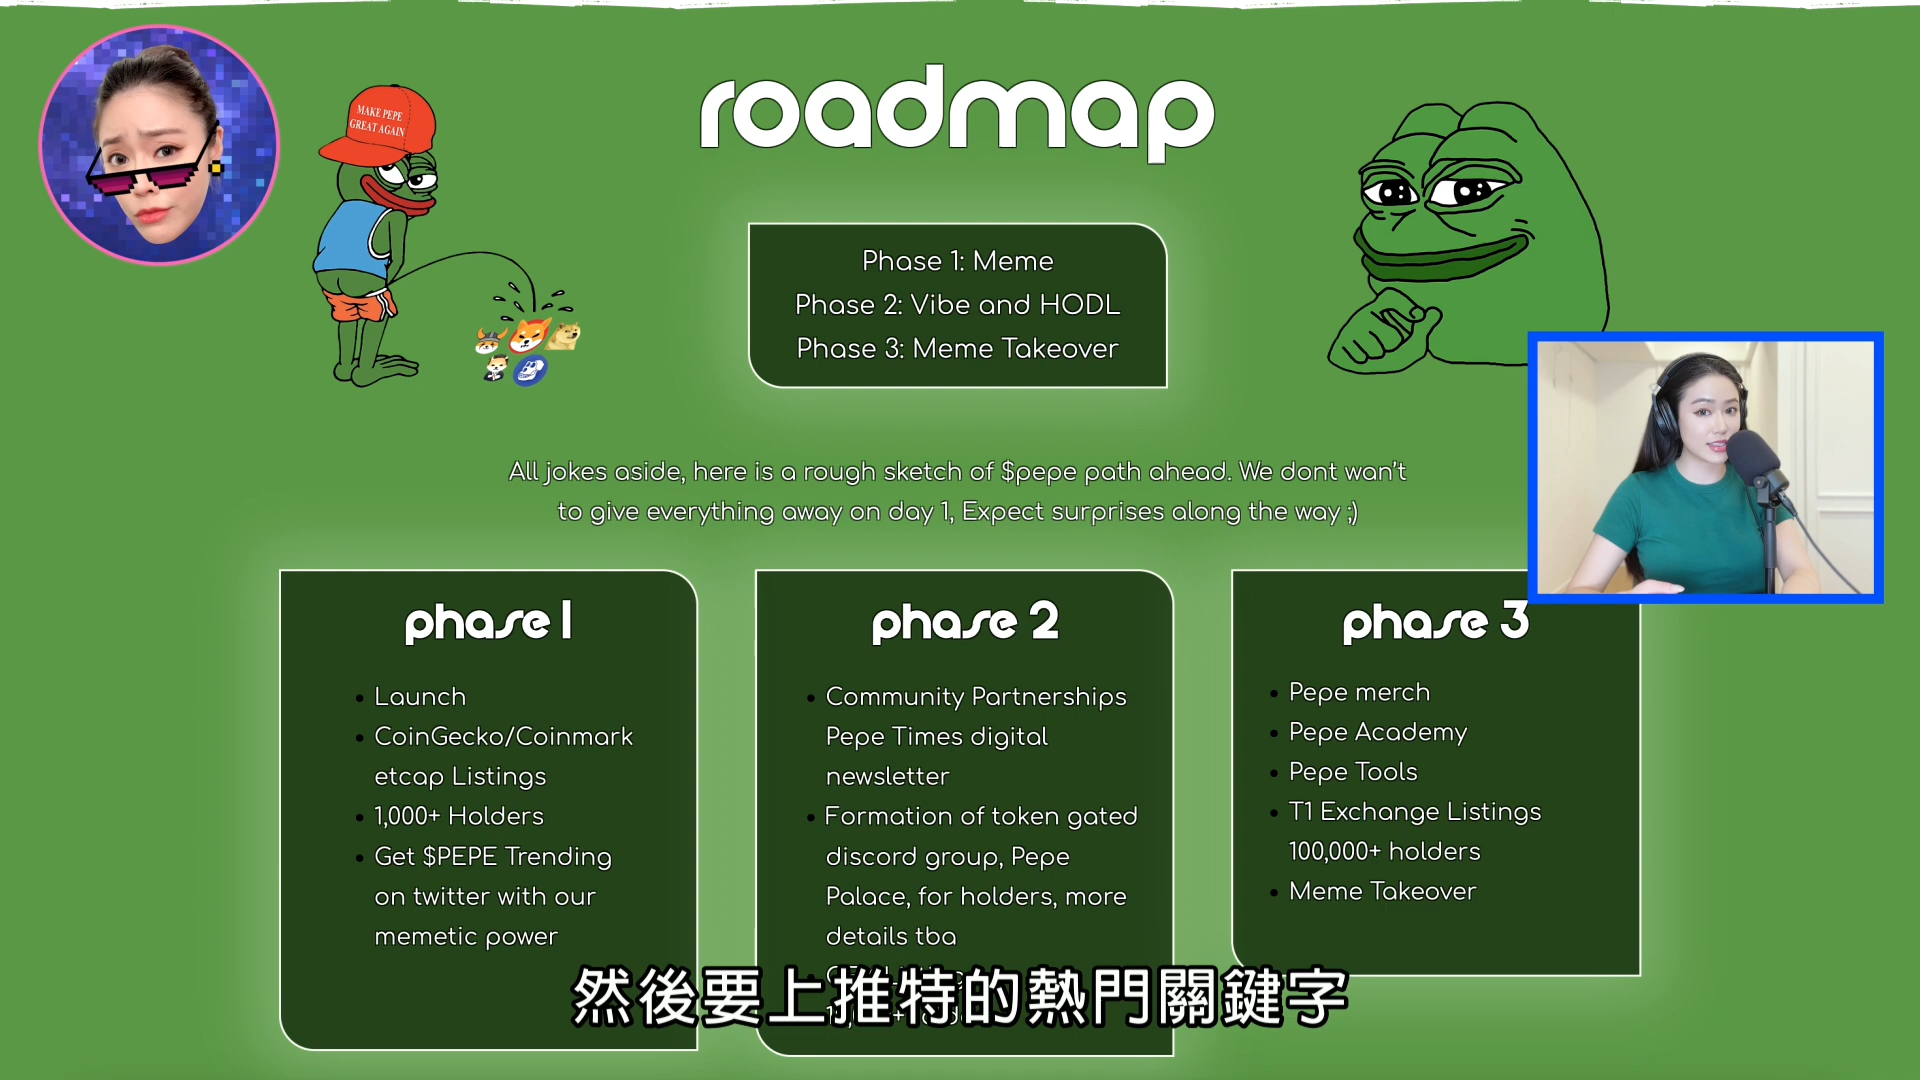 MAKE PEPE
GREAT AGAIN
roadmap
Phase 1: Meme
Phase 2: Vibe and HODL
Phase 3: Meme Takeover
All jokes aside, here is a rough sketch of $pepe path ahead. We dont wan't
to give everything away on day 1, Expect surprises along the way ;)
phase 1
Launch
CoinGecko/Coinmark
etcap Listings
1,000+ Holders
Get $PEPE Trending
on twitter with our
memetic power
phase 2
Community Partnerships
Pepe Times digital
newsletter
Formation of token gated
discord group, Pepe
Palace, for holders, more
details tba
phase 3
Pepe merch
Pepe Academy
Pepe Tools
T1 Exchange Listings
100,000+ holders
Meme Takeover
然後要上推特的熱門關鍵字